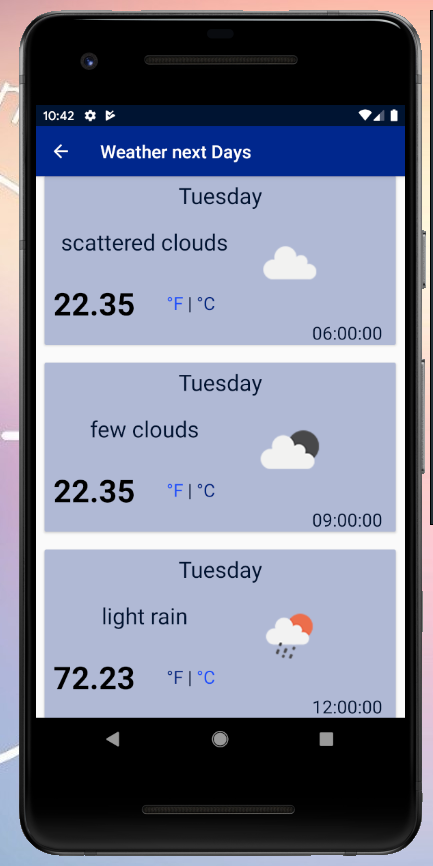 10:42
Weather next Days
Tuesday
scattered clouds
22.35 °F | °C
06:00:00
Tuesday
few clouds
22.35 °F | °C
09:00:00
Tuesday
light rain
72.23 °F | °C
12:00:00